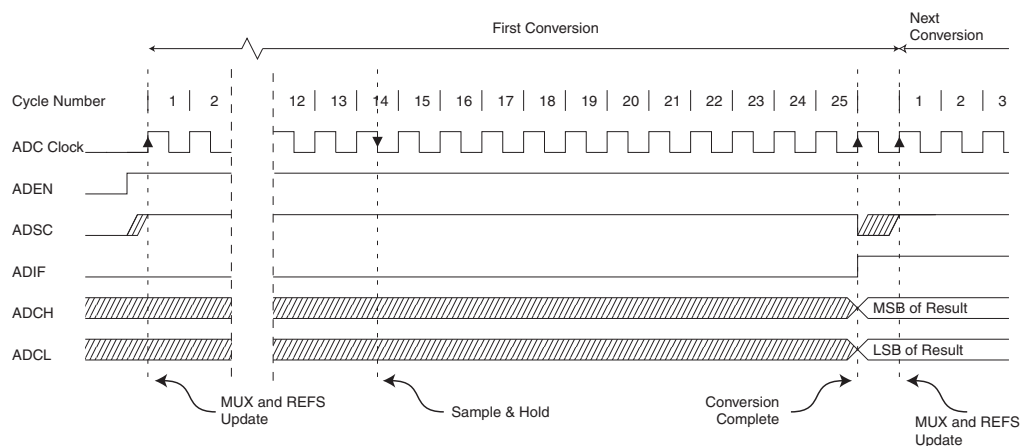 First Conversion
Next
Conversion
Cycle Number 1 2 12 13 14 15 16 17 18 19 20 21 22 23 24 25 1 2 3
ADC Clock
ADEN
ADSC
ADIF
ADCH MSB of Result
ADCL LSB of Result
MUX and REFS
Update
Sample & Hold
Conversion
Complete
MUX and REFS
Update